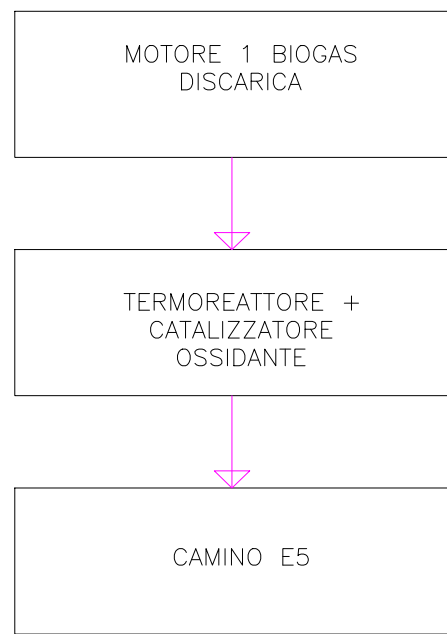 MOTORE 1 BIOGAS
DISCARICA
TERMOREATTORE +
CATALIZZATORE
OSSIDANTE
CAMINO E5